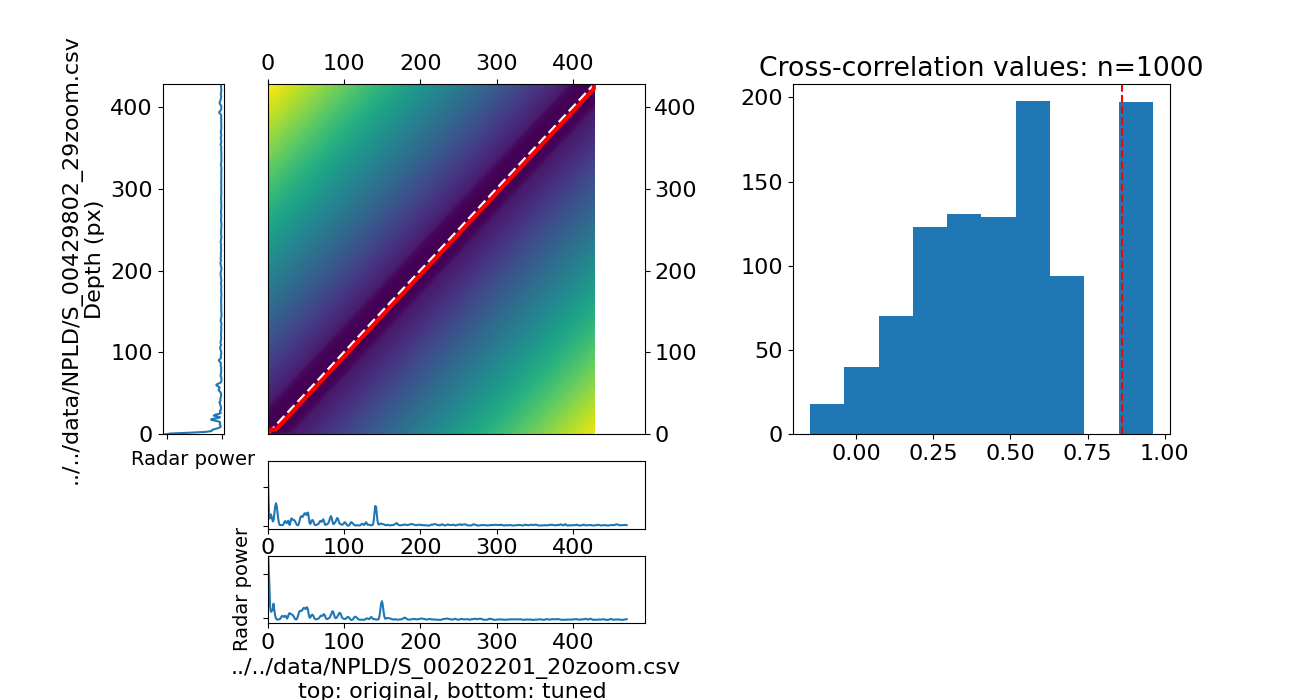 0 100 200 300 400
Cross-correlation values: n=1000
../../data/NPLD/S_00429802_29zoom.csv
Depth (px)
400
300
200
100
0
Radar power
400
300
200
100
0
200
150
100
50
0
0.00 0.25 0.50 0.75 1.00
0 100 200 300 400
Radar power
0 100 200 300 400
../../data/NPLD/S_00202201_20zoom.csv
top: original, bottom: tuned